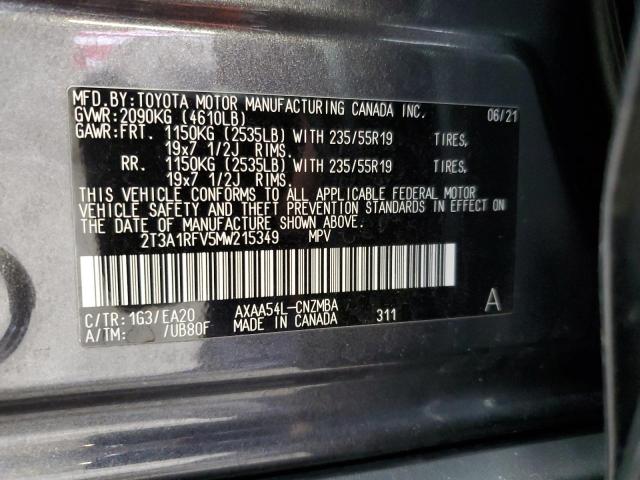 MFD.BY:TOYOTA MOTOR MANUFACTURING CANADA INC. 06/21
GVWR:2090KG (4610LB)
GAWR:FRT. 1150KG (2535LB) WITH 235/55R19 TIRES,
19x7 1/2J RIMS.
RR. 1150KG (2535LB) WITH 235/55R19 TIRES,
19x7 1/2J RIMS.
THIS VEHICLE CONFORMS TO ALL APPLICABLE FEDERAL MOTOR
VEHICLE SAFETY AND THEFT PREVENTION STANDARDS IN EFFECT ON
THE DATE OF MANUFACTURE SHOWN ABOVE.
2T3A1RFV5MW215349 MPV
C/TR:1G3/EA20 AXAA54L-CNZMBA A
A/TM: /UB80F MADE IN CANADA 311